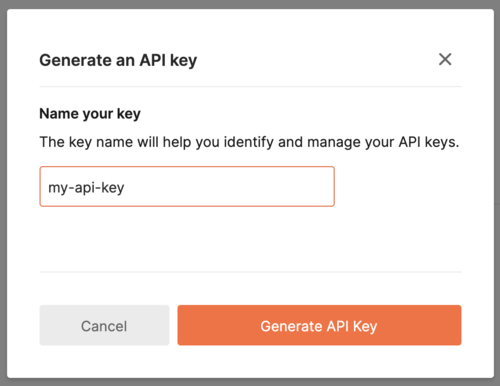 Generate an API key
Name your key
The key name will help you identify and manage your API keys.
my-api-key
Cancel
Generate API Key